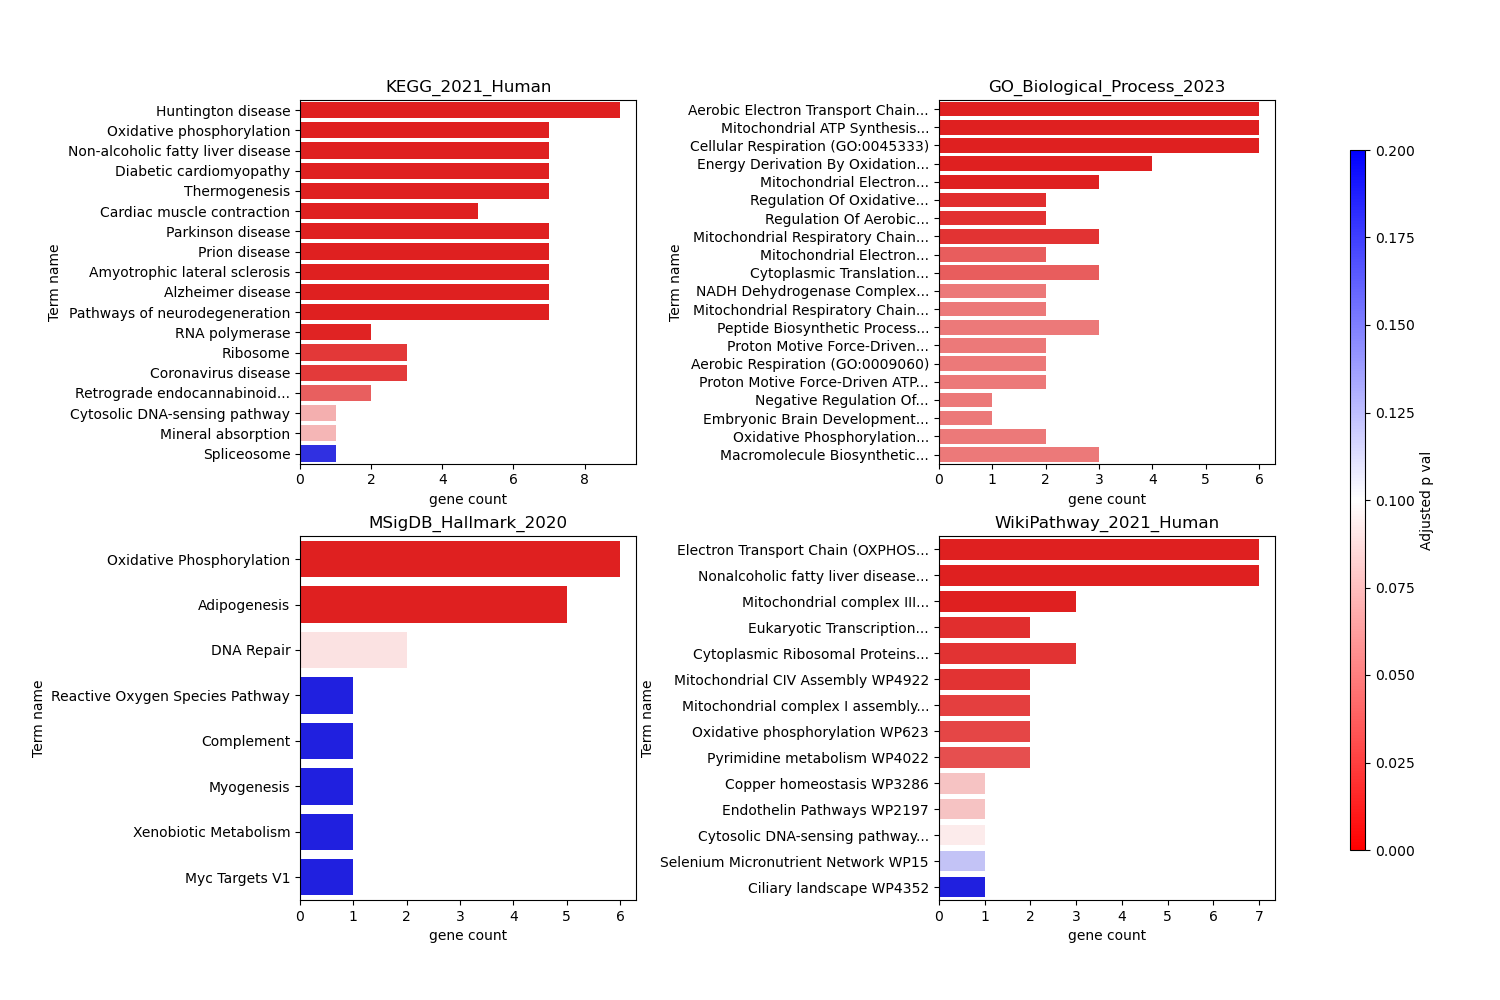 KEGG_2021_Human
Term name
Huntington disease
Oxidative phosphorylation
Non-alcoholic fatty liver disease
Diabetic cardiomyopathy
Thermogenesis
Cardiac muscle contraction
Parkinson disease
Prion disease
Amyotrophic lateral sclerosis
Alzheimer disease
Pathways of neurodegeneration
RNA polymerase
Ribosome
Coronavirus disease
Retrograde endocannabinoid...
Cytosolic DNA-sensing pathway
Mineral absorption
Spliceosome
0 2 4 6 8
gene count
GO_Biological_Process_2023
Term name
Aerobic Electron Transport Chain...
Mitochondrial ATP Synthesis...
Cellular Respiration (GO:0045333)
Energy Derivation By Oxidation...
Mitochondrial Electron...
Regulation Of Oxidative...
Regulation Of Aerobic...
Mitochondrial Respiratory Chain...
Mitochondrial Electron...
Cytoplasmic Translation...
NADH Dehydrogenase Complex...
Mitochondrial Respiratory Chain...
Peptide Biosynthetic Process...
Proton Motive Force-Driven...
Aerobic Respiration (GO:0009060)
Proton Motive Force-Driven ATP...
Negative Regulation Of...
Embryonic Brain Development...
Oxidative Phosphorylation...
Macromolecule Biosynthetic...
0 1 2 3 4 5 6
gene count
MSigDB_Hallmark_2020
Term name
Oxidative Phosphorylation
Adipogenesis
DNA Repair
Reactive Oxygen Species Pathway
Complement
Myogenesis
Xenobiotic Metabolism
Myc Targets V1
0 1 2 3 4 5 6
gene count
WikiPathway_2021_Human
Term name
Electron Transport Chain (OXPHOS...
Nonalcoholic fatty liver disease...
Mitochondrial complex III...
Eukaryotic Transcription...
Cytoplasmic Ribosomal Proteins...
Mitochondrial CIV Assembly WP4922
Mitochondrial complex I assembly...
Oxidative phosphorylation WP623
Pyrimidine metabolism WP4022
Copper homeostasis WP3286
Endothelin Pathways WP2197
Cytosolic DNA-sensing pathway...
Selenium Micronutrient Network WP15
Ciliary landscape WP4352
0 1 2 3 4 5 6 7
gene count
0.200
0.175
0.150
0.125
0.100
0.075
0.050
0.025
0.000
Adjusted p val